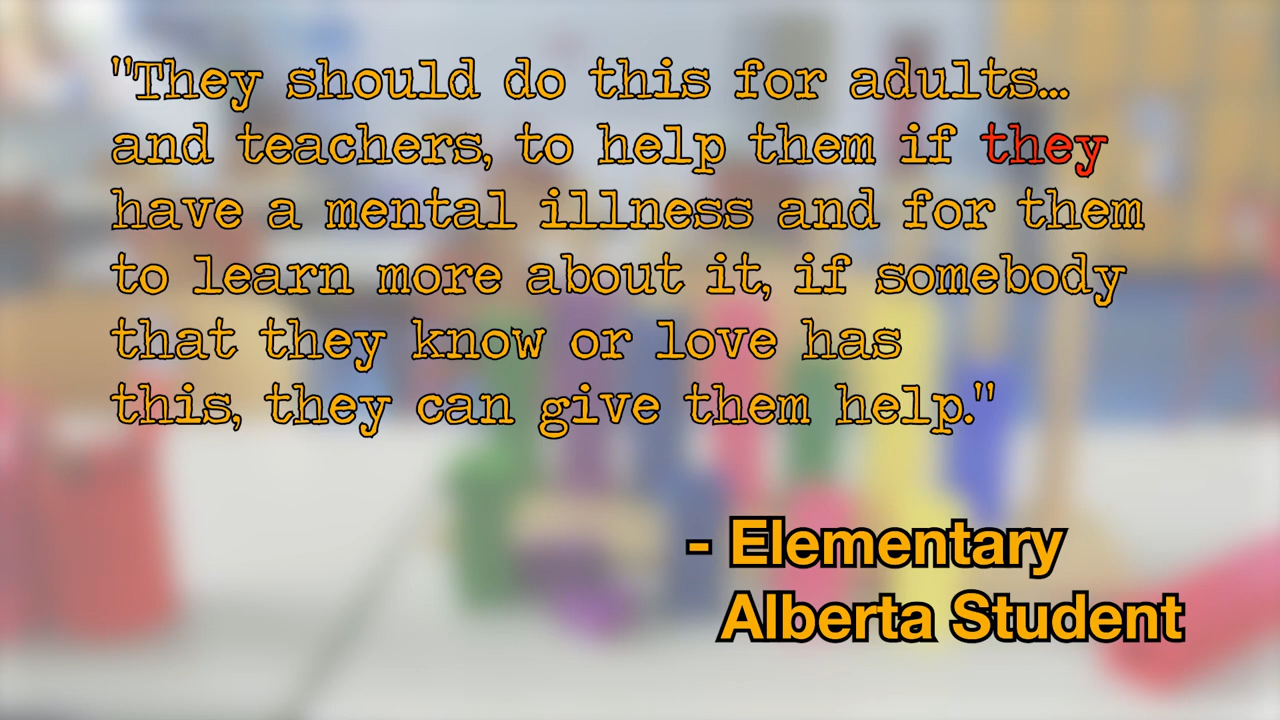 "They should do this for adults...
and teachers, to help them if they
have a mental illness and for them
to learn more about it, if somebody
that they know or love has
this, they can give them help."
- Elementary
Alberta Student